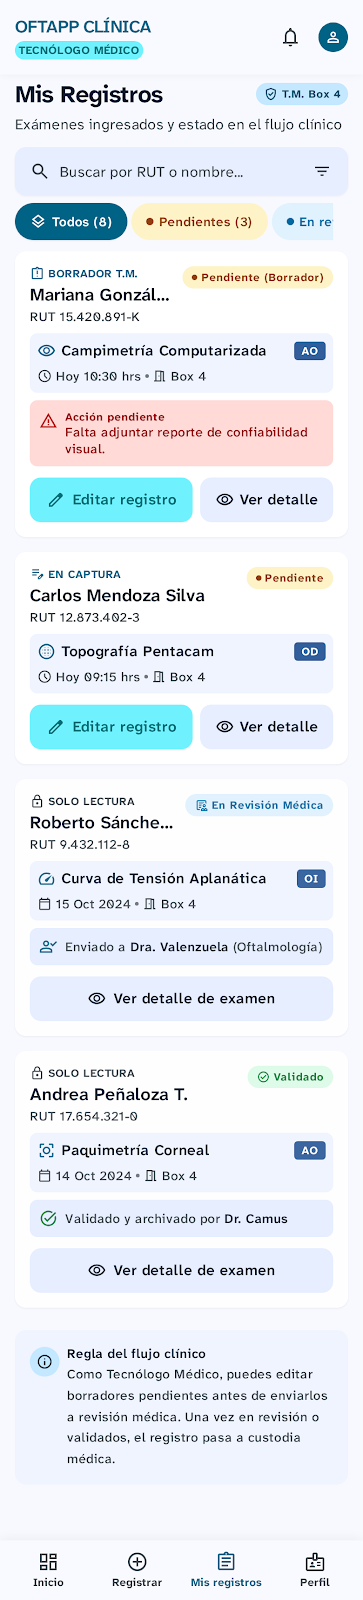 OFTAPP CLÍNICA
TECNÓLOGO MÉDICO
Mis Registros
T.M. Box 4
Exámenes ingresados y estado en el flujo clínico
Buscar por RUT o nombre...
Todos (8)
Pendientes (3)
En re
BORRADOR T.M.
Pendiente (Borrador)
Mariana Gonzál...
RUT 15.420.891-K
Campimetría Computarizada
AO
Hoy 10:30 hrs • Box 4
Acción pendiente
Falta adjuntar reporte de confiabilidad
visual.
Editar registro
Ver detalle
EN CAPTURA
Pendiente
Carlos Mendoza Silva
RUT 12.873.402-3
Topografía Pentacam
OD
Hoy 09:15 hrs • Box 4
Editar registro
Ver detalle
SOLO LECTURA
En Revisión Médica
Roberto Sánche...
RUT 9.432.112-8
Curva de Tensión Aplanática
OI
15 Oct 2024 • Box 4
Enviado a Dra. Valenzuela (Oftalmología)
Ver detalle de examen
SOLO LECTURA
Validado
Andrea Peñaloza T.
RUT 17.654.321-0
Paquimetría Corneal
AO
14 Oct 2024 • Box 4
Validado y archivado por Dr. Camus
Ver detalle de examen
Regla del flujo clínico
Como Tecnólogo Médico, puedes editar
borradores pendientes antes de enviarlos
a revisión médica. Una vez en revisión o
validados, el registro pasa a custodia
médica.
Inicio
Registrar
Mis registros
Perfil